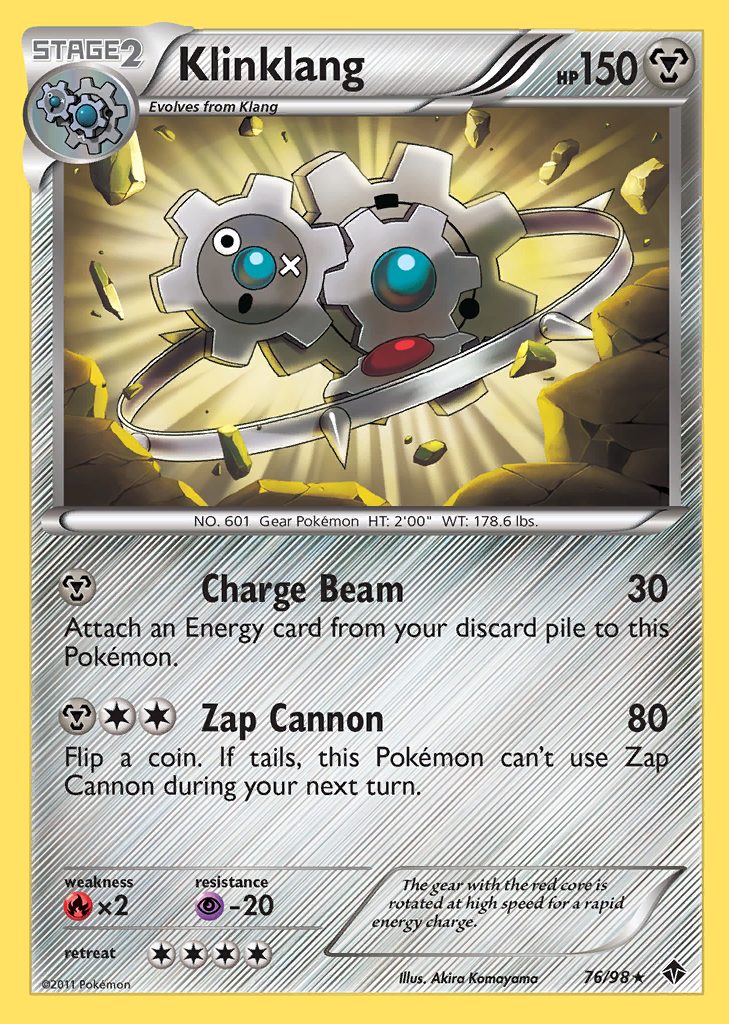 STAGE2
Klinklang
HP150
Evolves from Klang
NO. 601 Gear Pokémon HT: 2'00" WT: 178.6 lbs.
Charge Beam 30
Attach an Energy card from your discard pile to this
Pokémon.
Zap Cannon 80
Flip a coin. If tails, this Pokémon can't use Zap
Cannon during your next turn.
weakness resistance
×2 -20
retreat
The gear with the red core is
rotated at high speed for a rapid
energy charge.
©2011 Pokémon
Illus. Akira Komayama
76/98★